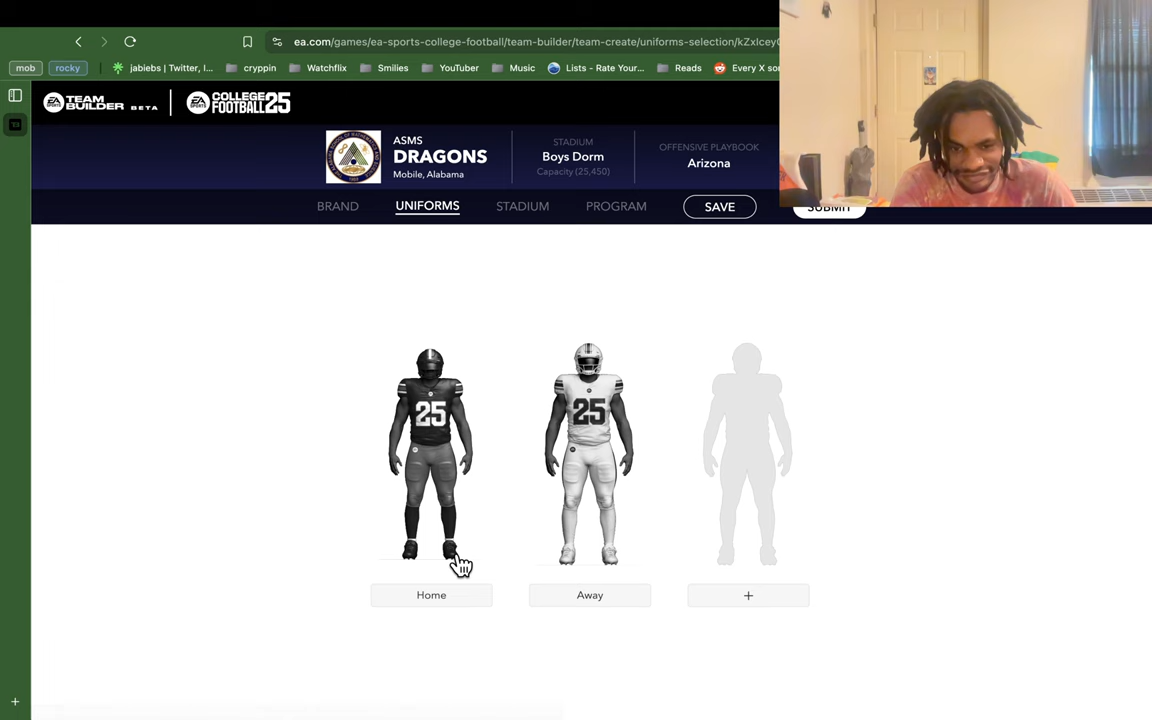 ea.com/games/ea-sports-college-football/team-builder/team-create/uniforms-selection/kZxIcey
mob
rocky
jabiebs | Twitter, I...
cryppin
Watchflix
Smilies
YouTuber
Music
Lists - Rate Your...
Reads
Every X so
TEAM BUILDER BETA
COLLEGE FOOTBALL 25
ASMS
DRAGONS
Mobile, Alabama
STADIUM
Boys Dorm
Capacity (25,450)
OFFENSIVE PLAYBOOK
Arizona
BRAND
UNIFORMS
STADIUM
PROGRAM
SAVE
SUBMIT
25
25
Home
Away
+